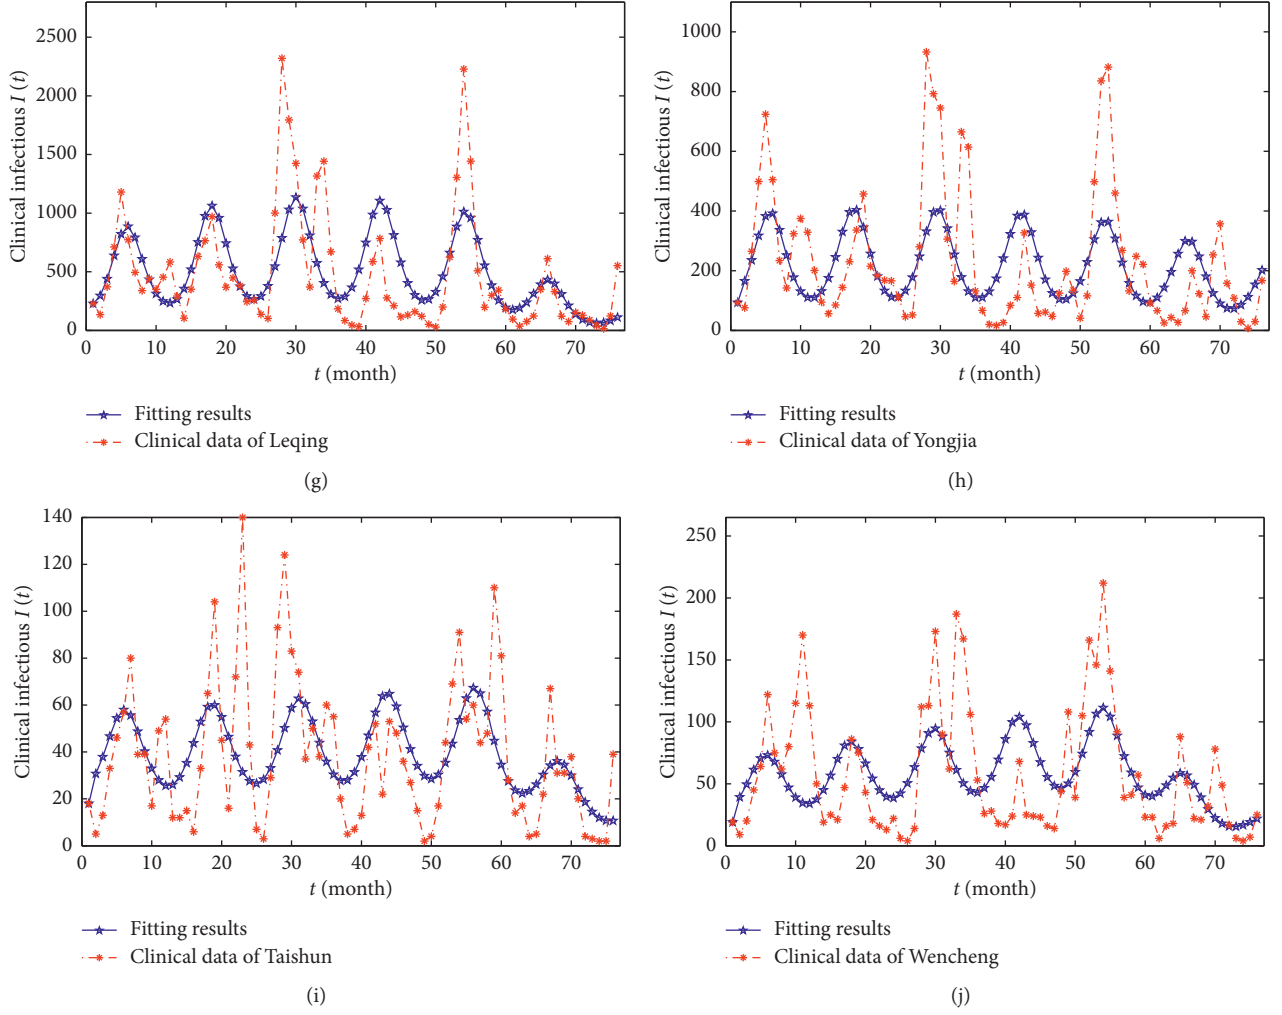 Clinical infectious I (t)
2500
2000
1500
1000
500
0
0 10 20 30 40 50 60 70
t (month)
Fitting results
Clinical data of Leqing
(g)
Clinical infectious I (t)
1000
800
600
400
200
0
0 10 20 30 40 50 60 70
t (month)
Fitting results
Clinical data of Yongjia
(h)
Clinical infectious I (t)
140
120
100
80
60
40
20
0
0 10 20 30 40 50 60 70
t (month)
Fitting results
Clinical data of Taishun
(i)
Clinical infectious I (t)
250
200
150
100
50
0
0 10 20 30 40 50 60 70
t (month)
Fitting results
Clinical data of Wencheng
(j)